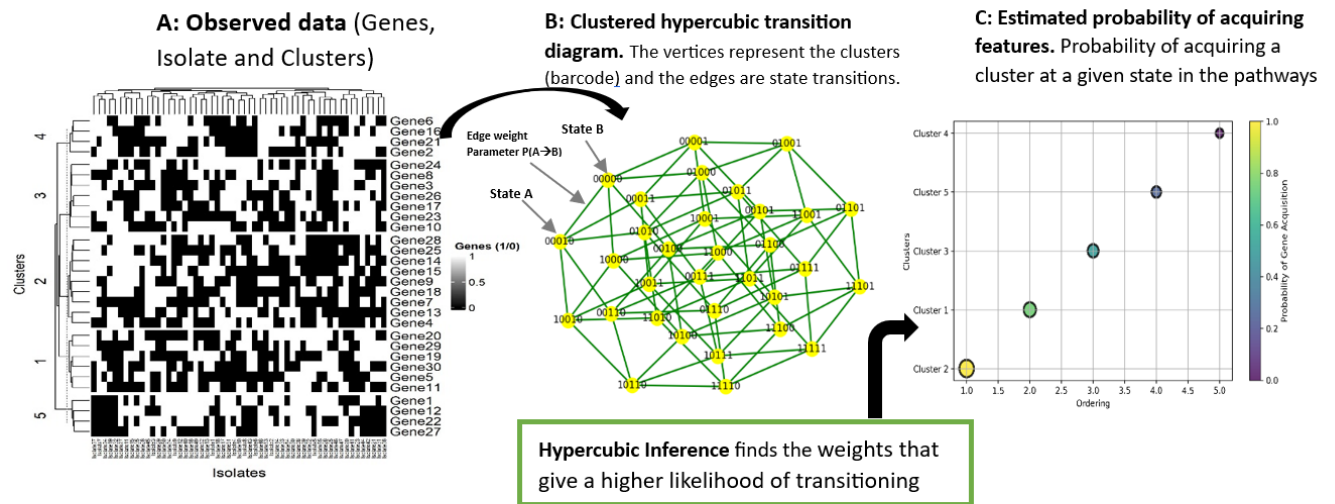 A: Observed data (Genes,
Isolate and Clusters)
Clusters
4
3
2
1
5
Gene6
Gene16
Gene21
Gene2
Gene24
Gene8
Gene3
Gene26
Gene17
Gene23
Gene10
Gene28
Gene25
Gene14
Gene15
Gene9
Gene18
Gene7
Gene13
Gene4
Gene20
Gene29
Gene19
Gene30
Gene5
Gene11
Gene1
Gene12
Gene22
Gene27
Isolates
Genes (1/0)
1
0.5
0
B: Clustered hypercubic transition
diagram. The vertices represent the clusters
(barcode) and the edges are state transitions.
Edge weight
Parameter P(A→B)
State B
State A
00001
01001
00000
01000
00011
01011
10001
00101
11001
01101
00010
01010
00100
11000
01100
10000
10011
00111
11011
01111
11101
10101
10010
00110
11010
01110
11100
10100
10111
11111
10110
11110
Hypercubic Inference finds the weights that
give a higher likelihood of transitioning
C: Estimated probability of acquiring
features. Probability of acquiring a
cluster at a given state in the pathways
Clusters
Cluster 4
Cluster 5
Cluster 3
Cluster 1
Cluster 2
1.0 1.5 2.0 2.5 3.0 3.5 4.0 4.5 5.0
Ordering
1.0
0.8
0.6
0.4
0.2
0.0
Probability of Gene Acquisition